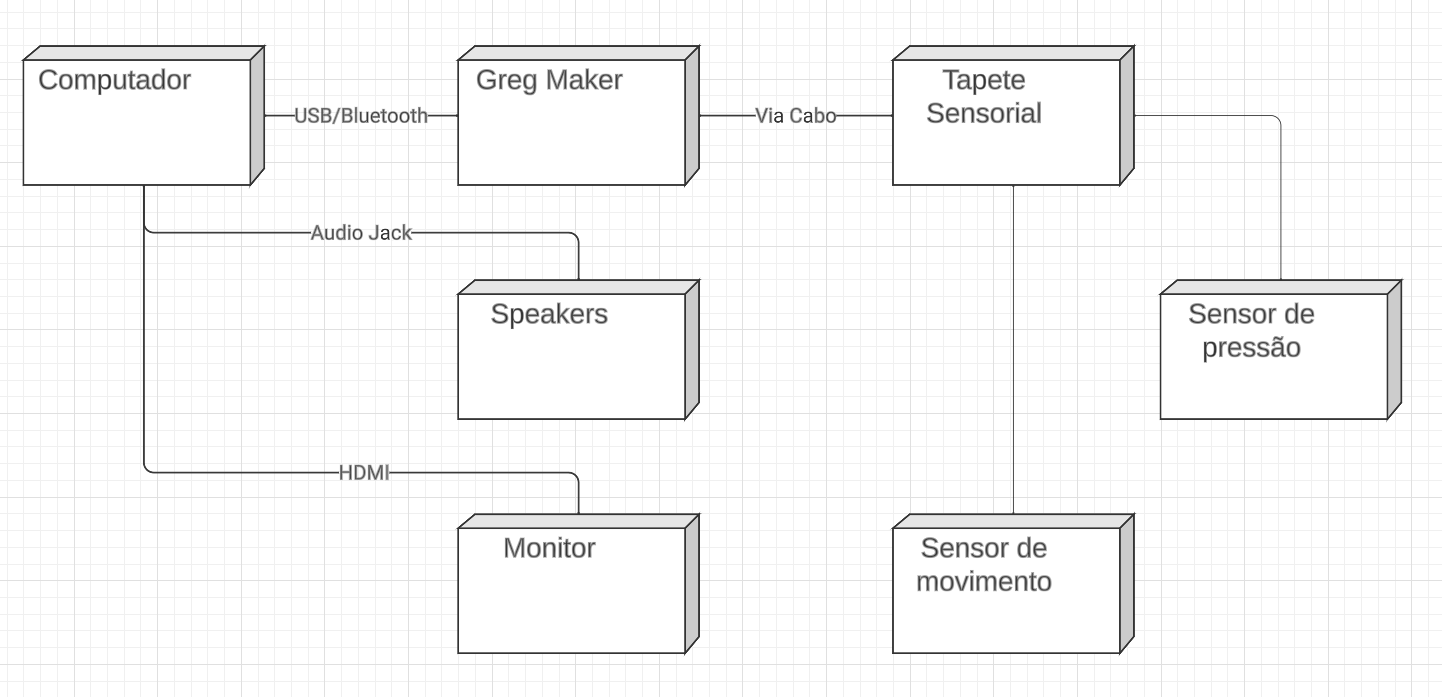 Computador
USB/Bluetooth
Greg Maker
Via Cabo
Tapete
Sensorial
Audio Jack
Speakers
Sensor de
pressão
HDMI
Monitor
Sensor de
movimento